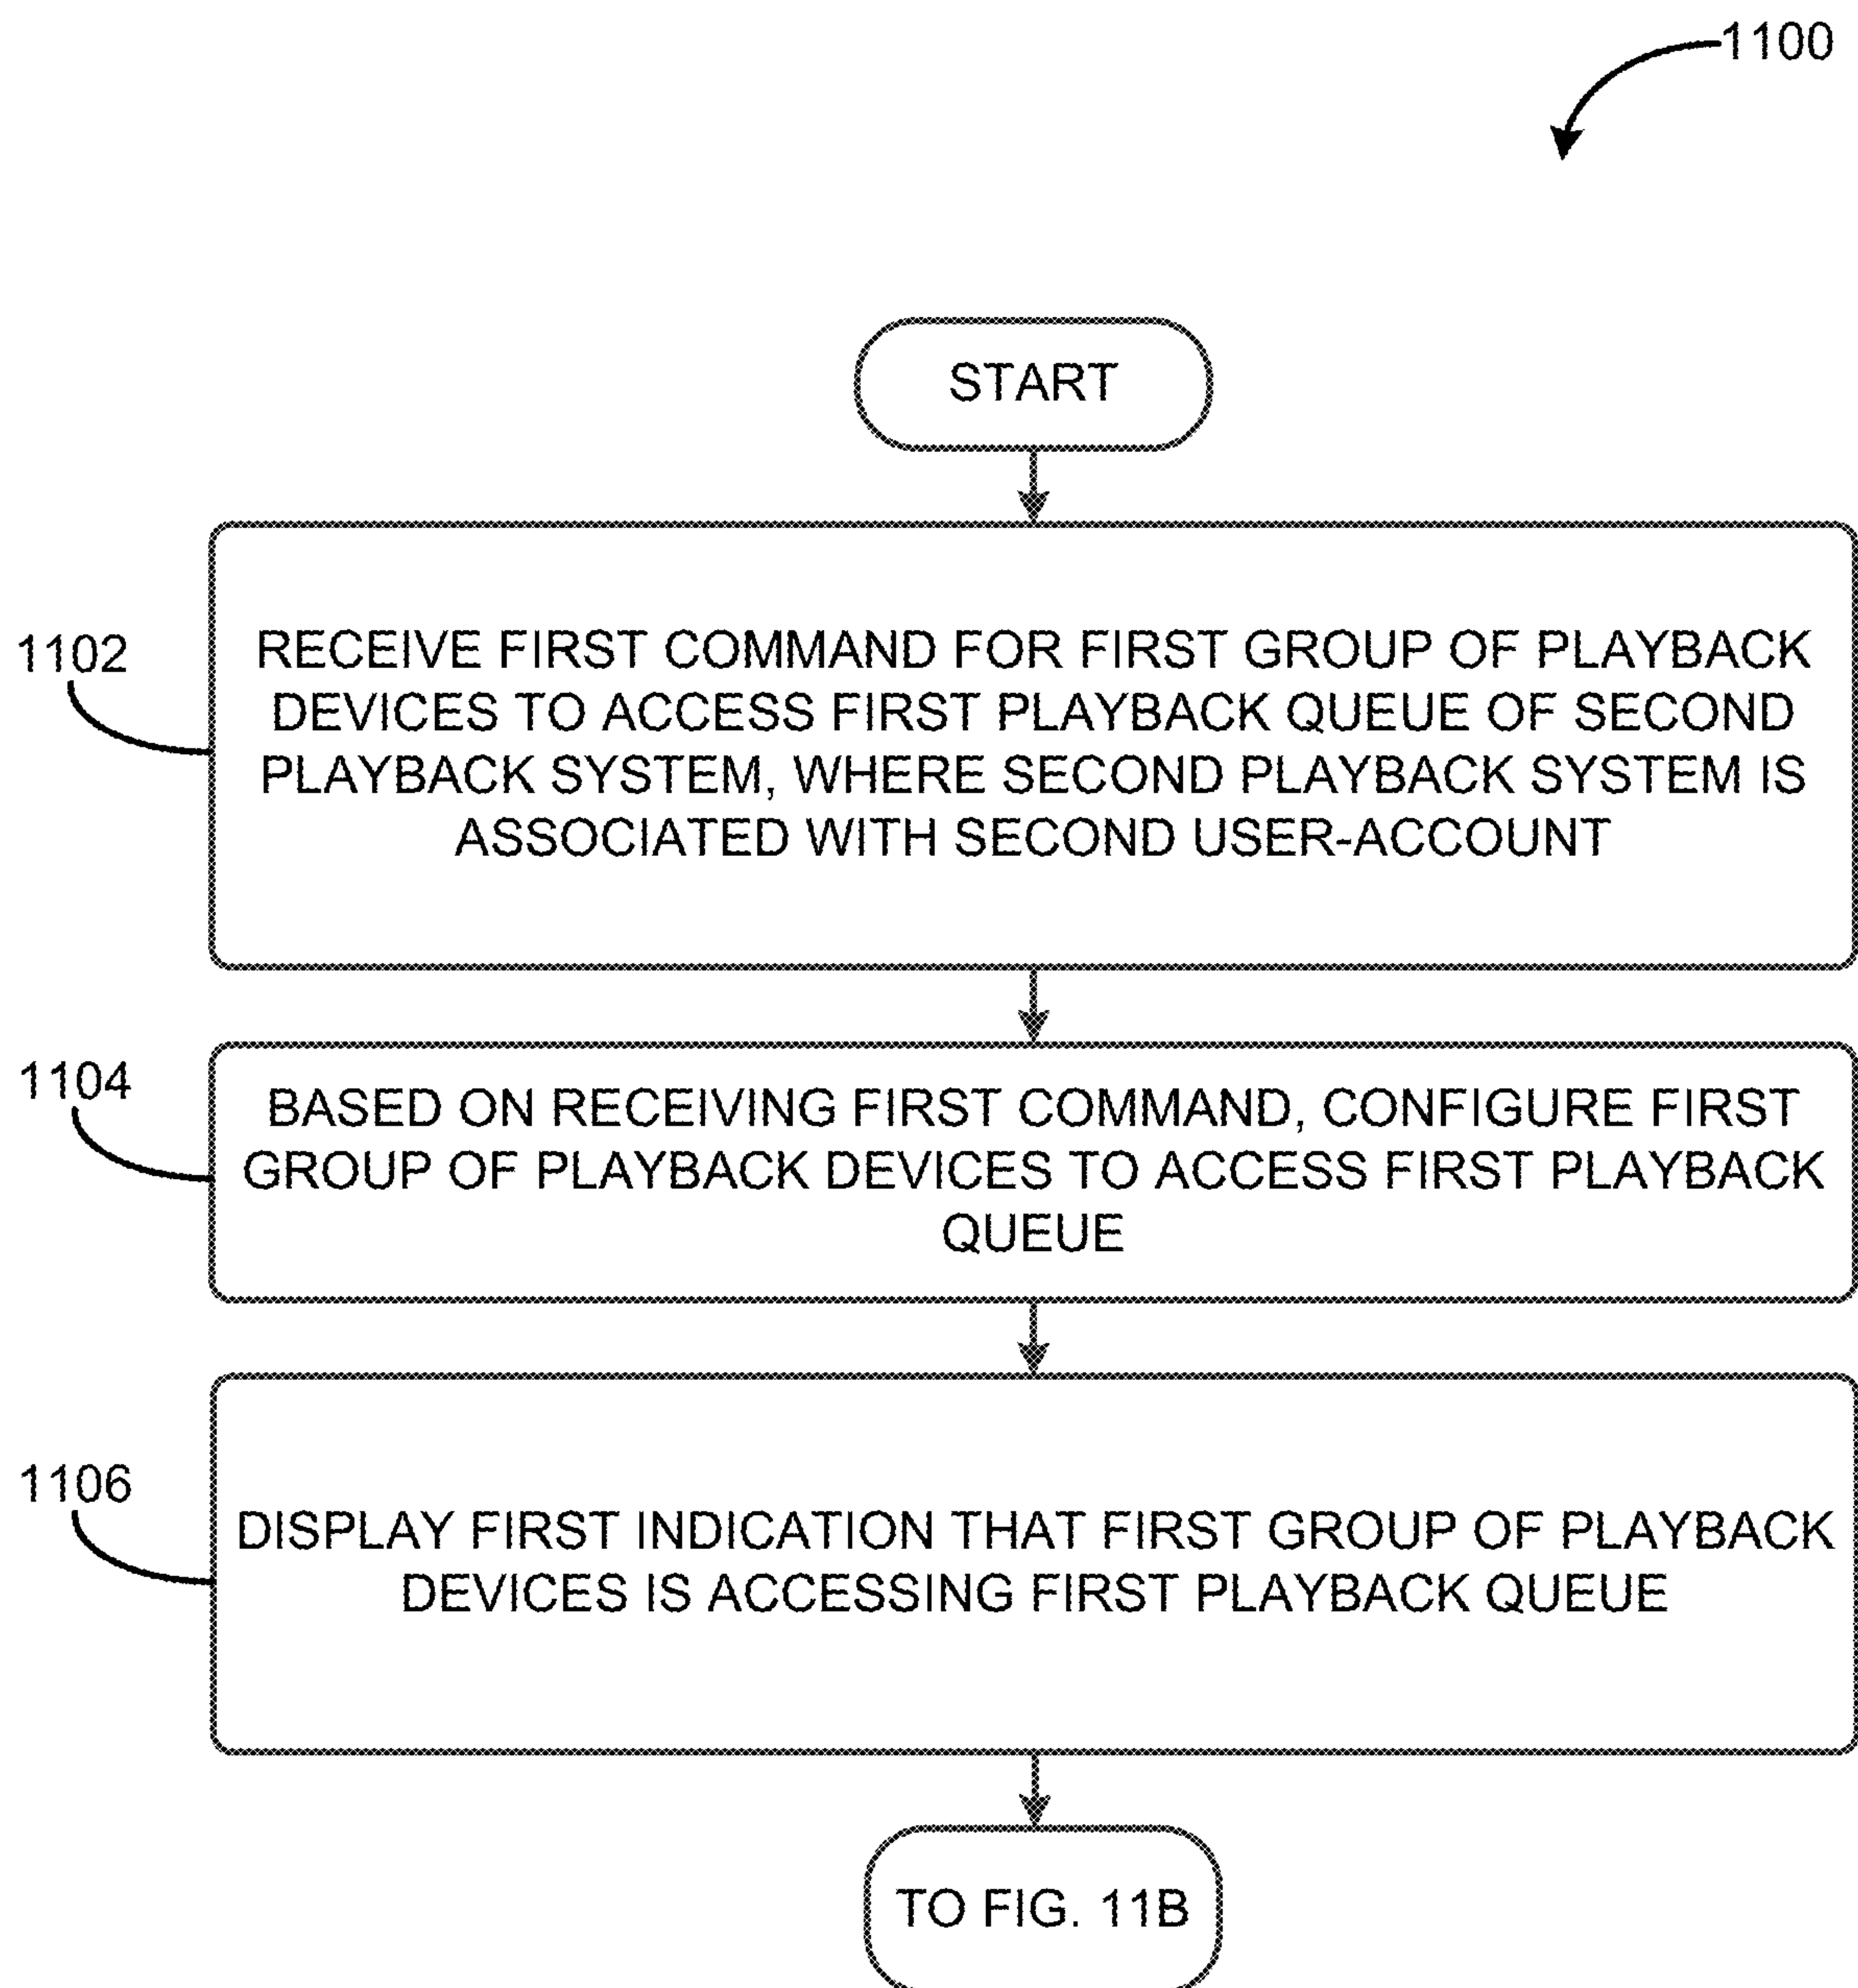 1100
START
1102
RECEIVE FIRST COMMAND FOR FIRST GROUP OF PLAYBACK
DEVICES TO ACCESS FIRST PLAYBACK QUEUE OF SECOND
PLAYBACK SYSTEM, WHERE SECOND PLAYBACK SYSTEM IS
ASSOCIATED WITH SECOND USER-ACCOUNT
1104
BASED ON RECEIVING FIRST COMMAND, CONFIGURE FIRST
GROUP OF PLAYBACK DEVICES TO ACCESS FIRST PLAYBACK
QUEUE
1106
DISPLAY FIRST INDICATION THAT FIRST GROUP OF PLAYBACK
DEVICES IS ACCESSING FIRST PLAYBACK QUEUE
TO FIG. 11B